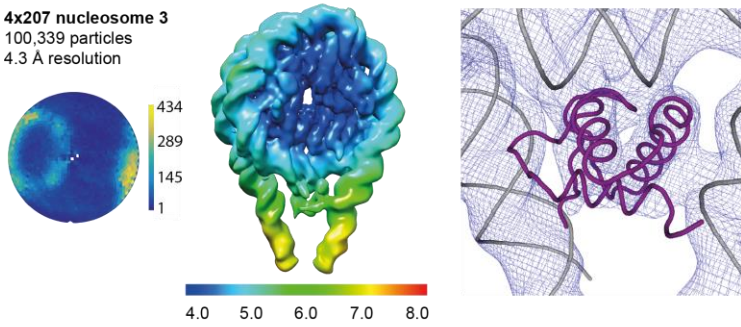 4x207 nucleosome 3
100,339 particles
4.3 Å resolution
434
289
145
1
4.0 5.0 6.0 7.0 8.0